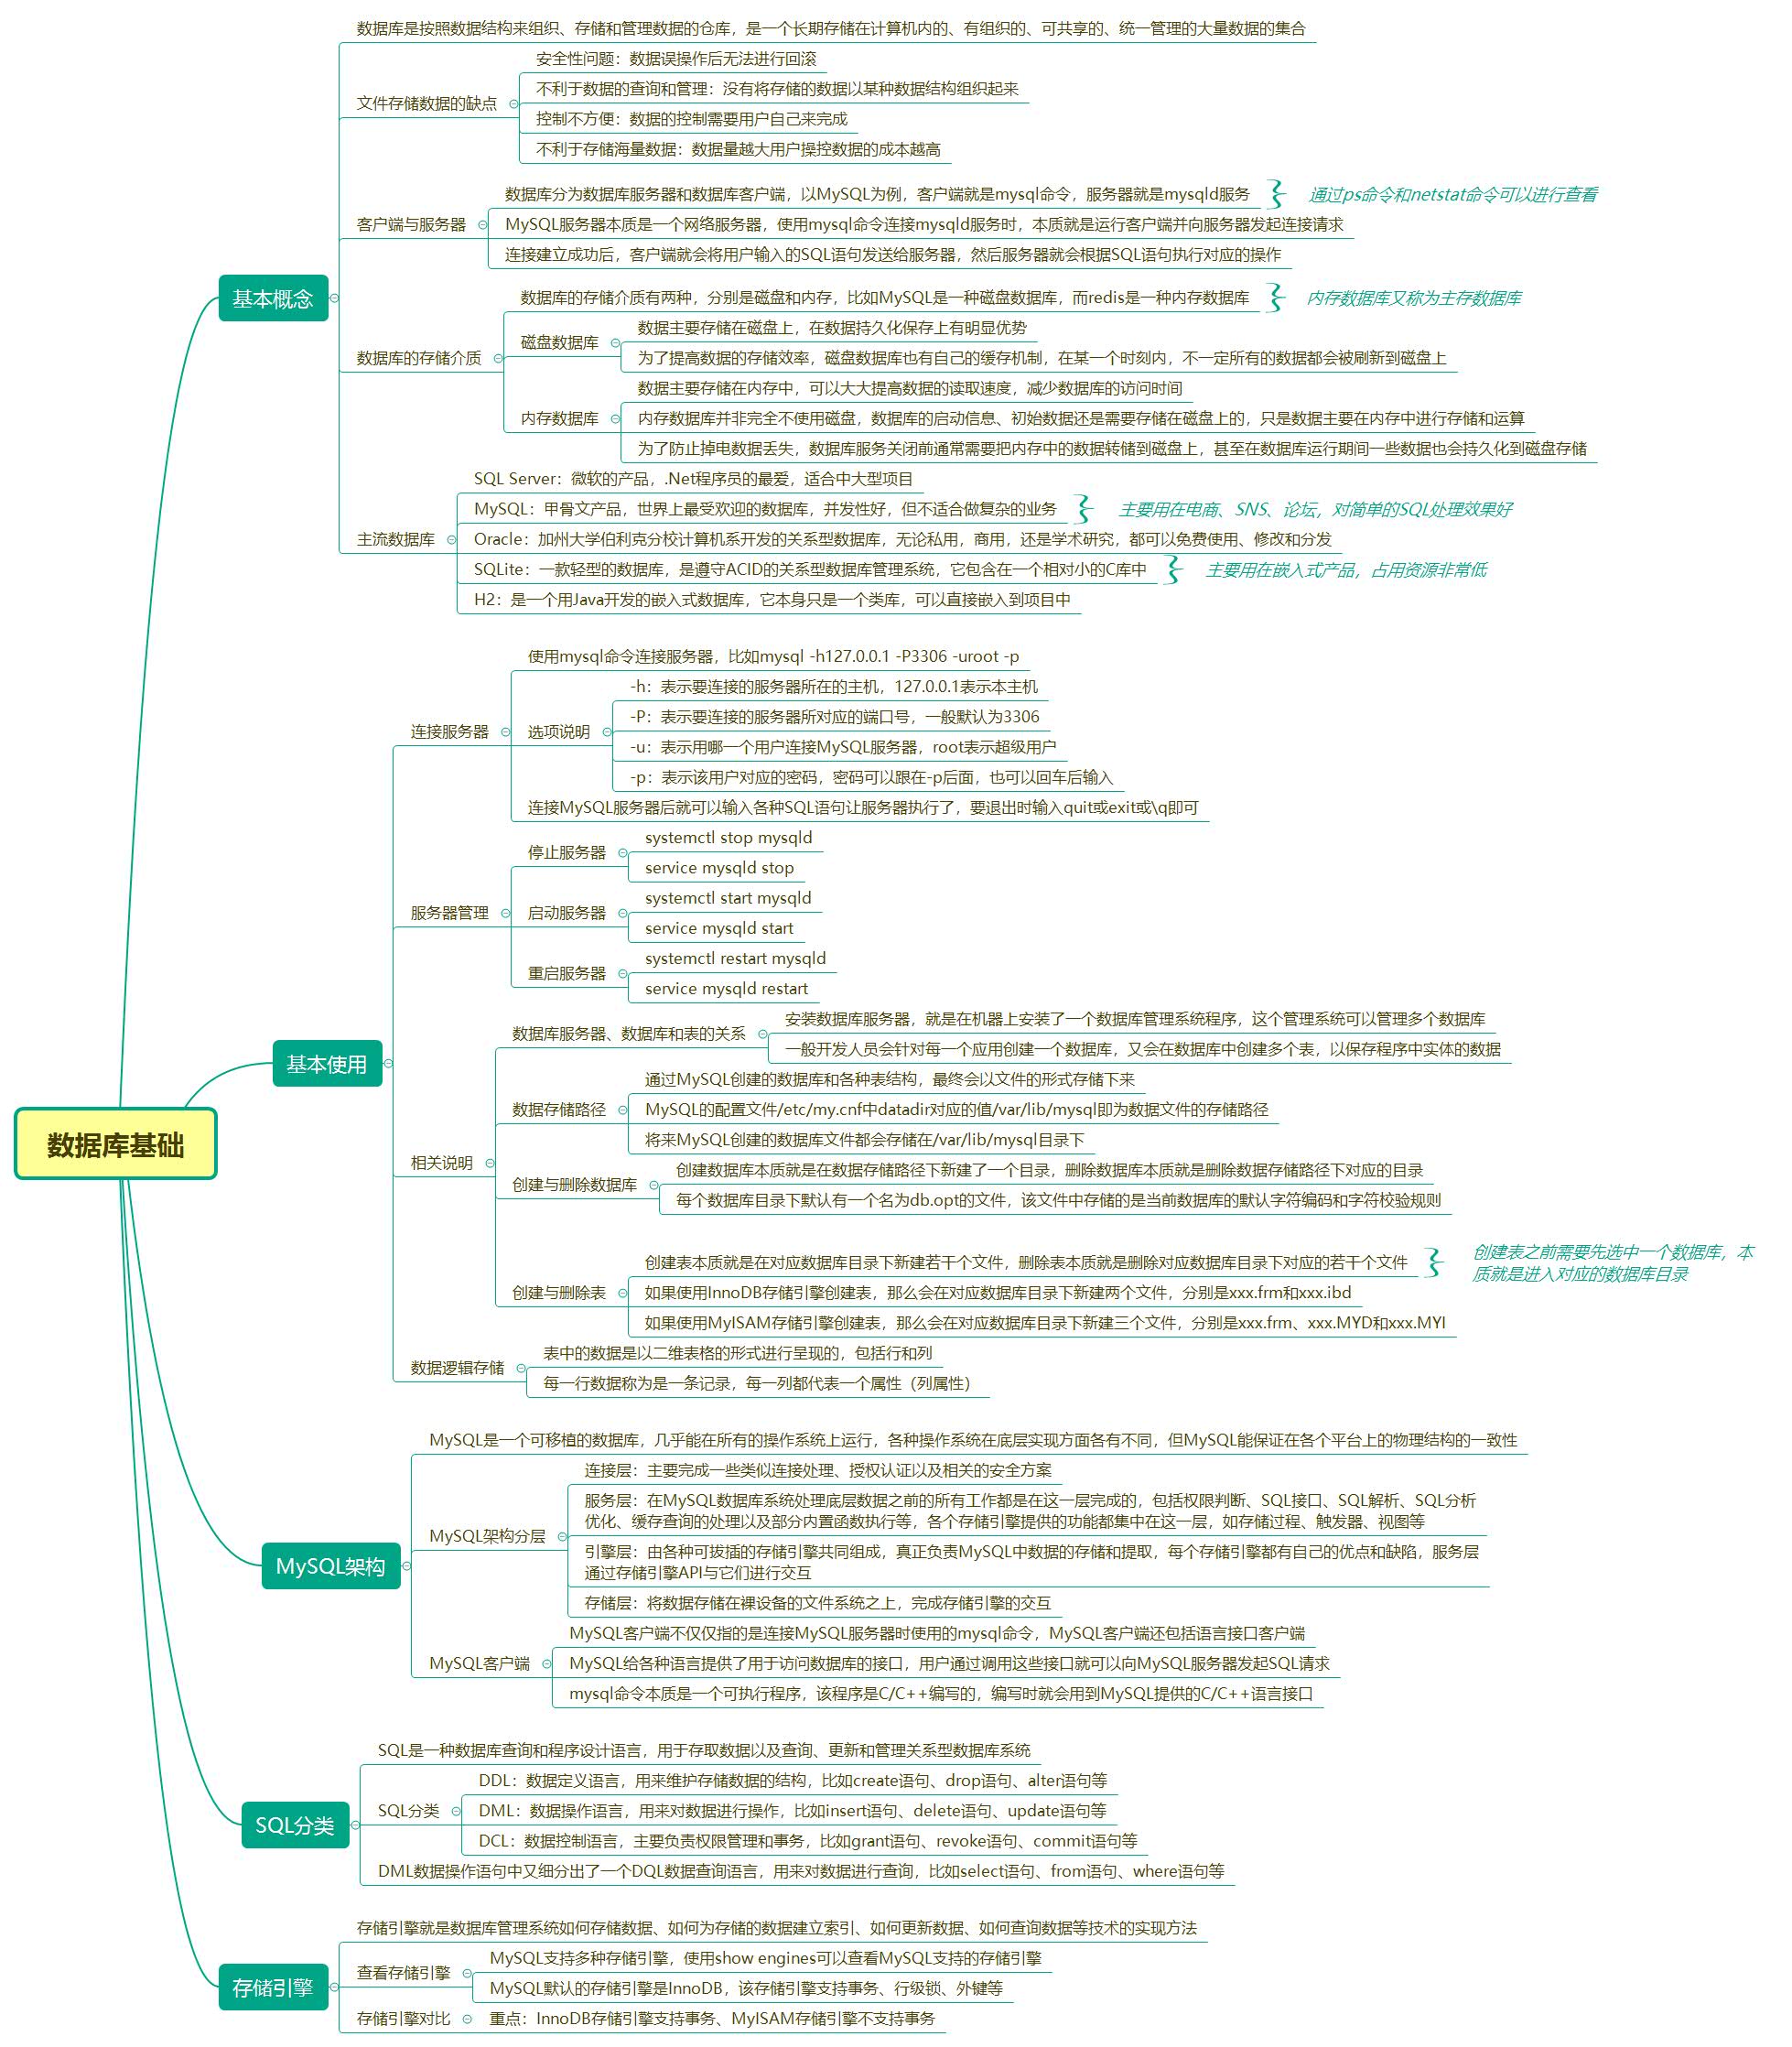 数据库基础
基本概念
数据库是按照数据结构来组织、存储和管理数据的仓库，是一个长期存储在计算机内的、有组织的、可共享的、统一管理的大量数据的集合
文件存储数据的缺点
安全性问题：数据误操作后无法进行回滚
不利于数据的查询和管理：没有将存储的数据以某种数据结构组织起来
控制不方便：数据的控制需要用户自己来完成
不利于存储海量数据：数据量越大用户操控数据的成本越高
客户端与服务器
数据库分为数据库服务器和数据库客户端，以MySQL为例，客户端就是mysql命令，服务器就是mysqld服务
通过ps命令和netstat命令可以进行查看
MySQL服务器本质是一个网络服务器，使用mysql命令连接mysqld服务时，本质就是运行客户端并向服务器发起连接请求
连接建立成功后，客户端就会将用户输入的SQL语句发送给服务器，然后服务器就会根据SQL语句执行对应的操作
数据库的存储介质
数据库的存储介质有两种，分别是磁盘和内存，比如MySQL是一种磁盘数据库，而redis是一种内存数据库
内存数据库又称为主存数据库
磁盘数据库
数据主要存储在磁盘上，在数据持久化保存上有明显优势
为了提高数据的存储效率，磁盘数据库也有自己的缓存机制，在某一个时刻内，不一定所有的数据都会被刷新到磁盘上
内存数据库
数据主要存储在内存中，可以大大提高数据的读取速度，减少数据库的访问时间
内存数据库并非完全不使用磁盘，数据库的启动信息、初始数据还是需要存储在磁盘上的，只是数据主要在内存中进行存储和运算
为了防止掉电数据丢失，数据库服务关闭前通常需要把内存中的数据转储到磁盘上，甚至在数据库运行期间一些数据也会持久化到磁盘存储
主流数据库
SQL Server：微软的产品，.Net程序员的最爱，适合中大型项目
MySQL：甲骨文产品，世界上最受欢迎的数据库，并发性好，但不适合做复杂的业务
主要用在电商、SNS、论坛，对简单的SQL处理效果好
Oracle：加州大学伯利克分校计算机系开发的关系型数据库，无论私用，商用，还是学术研究，都可以免费使用、修改和分发
SQLite：一款轻型的数据库，是遵守ACID的关系型数据库管理系统，它包含在一个相对小的C库中
主要用在嵌入式产品，占用资源非常低
H2：是一个用Java开发的嵌入式数据库，它本身只是一个类库，可以直接嵌入到项目中
基本使用
连接服务器
使用mysql命令连接服务器，比如mysql -h127.0.0.1 -P3306 -uroot -p
选项说明
-h：表示要连接的服务器所在的主机，127.0.0.1表示本主机
-P：表示要连接的服务器所对应的端口号，一般默认为3306
-u：表示用哪一个用户连接MySQL服务器，root表示超级用户
-p：表示该用户对应的密码，密码可以跟在-p后面，也可以回车后输入
连接MySQL服务器后就可以输入各种SQL语句让服务器执行了，要退出时输入quit或exit或\q即可
服务器管理
停止服务器
systemctl stop mysqld
service mysqld stop
启动服务器
systemctl start mysqld
service mysqld start
重启服务器
systemctl restart mysqld
service mysqld restart
相关说明
数据库服务器、数据库和表的关系
安装数据库服务器，就是在机器上安装了一个数据库管理系统程序，这个管理系统可以管理多个数据库
一般开发人员会针对每一个应用创建一个数据库，又会在数据库中创建多个表，以保存程序中实体的数据
数据存储路径
通过MySQL创建的数据库和各种表结构，最终会以文件的形式存储下来
MySQL的配置文件/etc/my.cnf中datadir对应的值/var/lib/mysql即为数据文件的存储路径
将来MySQL创建的数据库文件都会存储在/var/lib/mysql目录下
创建与删除数据库
创建数据库本质就是在数据存储路径下新建了一个目录，删除数据库本质就是删除数据存储路径下对应的目录
每个数据库目录下默认有一个名为db.opt的文件，该文件中存储的是当前数据库的默认字符编码和字符校验规则
创建与删除表
创建表本质就是在对应数据库目录下新建若干个文件，删除表本质就是删除对应数据库目录下对应的若干个文件
创建表之前需要先选中一个数据库，本
质就是进入对应的数据库目录
如果使用InnoDB存储引擎创建表，那么会在对应数据库目录下新建两个文件，分别是xxx.frm和xxx.ibd
如果使用MyISAM存储引擎创建表，那么会在对应数据库目录下新建三个文件，分别是xxx.frm、xxx.MYD和xxx.MYI
数据逻辑存储
表中的数据是以二维表格的形式进行呈现的，包括行和列
每一行数据称为是一条记录，每一列都代表一个属性（列属性）
MySQL架构
MySQL是一个可移植的数据库，几乎能在所有的操作系统上运行，各种操作系统在底层实现方面各有不同，但MySQL能保证在各个平台上的物理结构的一致性
MySQL架构分层
连接层：主要完成一些类似连接处理、授权认证以及相关的安全方案
服务层：在MySQL数据库系统处理底层数据之前的所有工作都是在这一层完成的，包括权限判断、SQL接口、SQL解析、SQL分析
优化、缓存查询的处理以及部分内置函数执行等，各个存储引擎提供的功能都集中在这一层，如存储过程、触发器、视图等
引擎层：由各种可拔插的存储引擎共同组成，真正负责MySQL中数据的存储和提取，每个存储引擎都有自己的优点和缺陷，服务层
通过存储引擎API与它们进行交互
存储层：将数据存储在裸设备的文件系统之上，完成存储引擎的交互
MySQL客户端
MySQL客户端不仅仅指的是连接MySQL服务器时使用的mysql命令，MySQL客户端还包括语言接口客户端
MySQL给各种语言提供了用于访问数据库的接口，用户通过调用这些接口就可以向MySQL服务器发起SQL请求
mysql命令本质是一个可执行程序，该程序是C/C++编写的，编写时就会用到MySQL提供的C/C++语言接口
SQL分类
SQL是一种数据库查询和程序设计语言，用于存取数据以及查询、更新和管理关系型数据库系统
SQL分类
DDL：数据定义语言，用来维护存储数据的结构，比如create语句、drop语句、alter语句等
DML：数据操作语言，用来对数据进行操作，比如insert语句、delete语句、update语句等
DCL：数据控制语言，主要负责权限管理和事务，比如grant语句、revoke语句、commit语句等
DML数据操作语句中又细分出了一个DQL数据查询语言，用来对数据进行查询，比如select语句、from语句、where语句等
存储引擎
存储引擎就是数据库管理系统如何存储数据、如何为存储的数据建立索引、如何更新数据、如何查询数据等技术的实现方法
查看存储引擎
MySQL支持多种存储引擎，使用show engines可以查看MySQL支持的存储引擎
MySQL默认的存储引擎是InnoDB，该存储引擎支持事务、行级锁、外键等
存储引擎对比
重点：InnoDB存储引擎支持事务、MyISAM存储引擎不支持事务